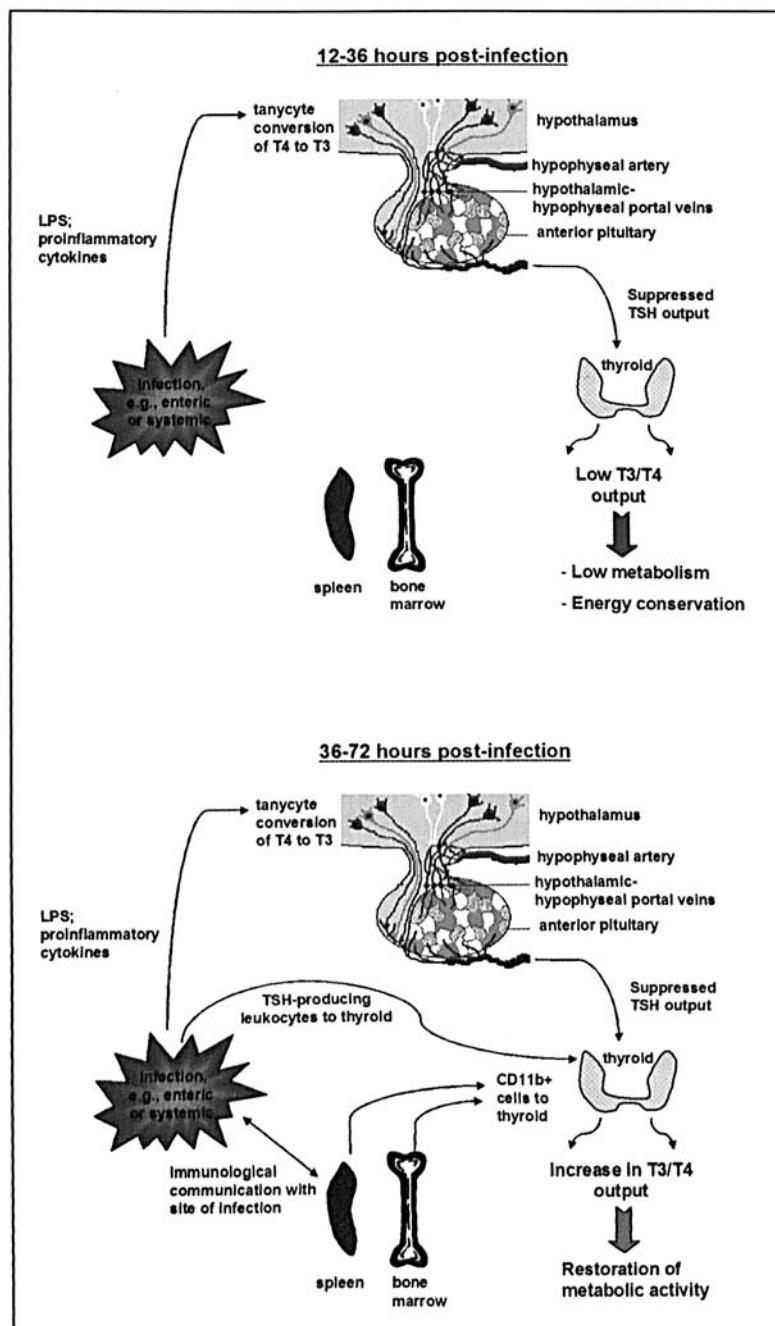 12-36 hours post-infection
tanycyte
conversion
of T4 to T3
hypothalamus
hypophyseal artery
hypothalamic-
hypophyseal portal veins
anterior pituitary
LPS;
proinflammatory
cytokines
Suppressed
TSH output
thyroid
Infection,
e.g., enteric
or systemic
Low T3/T4
output
- Low metabolism
- Energy conservation
spleen
bone
marrow
36-72 hours post-infection
tanycyte
conversion
of T4 to T3
hypothalamus
hypophyseal artery
hypothalamic-
hypophyseal portal veins
anterior pituitary
LPS;
proinflammatory
cytokines
Suppressed
TSH output
TSH-producing
leukocytes to thyroid
thyroid
Infection,
e.g., enteric
or systemic
CD11b+
cells to
thyroid
Immunological
communication with
site of infection
Increase in T3/T4
output
Restoration of
metabolic activity
spleen
bone
marrow